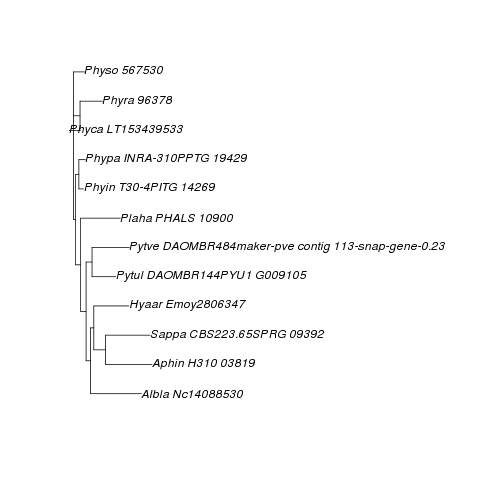 Physo 567530
Phyra 96378
Phyca LT153439533
Phypa INRA-310PPTG 19429
Phyin T30-4PITG 14269
Plaha PHALS 10900
Pytve DAOMBR484maker-pve contig 113-snap-gene-0.23
Pytul DAOMBR144PYU1 G009105
Hyaar Emoy2806347
Sappa CBS223.65SPRG 09392
Aphin H310 03819
Albla Nc14088530